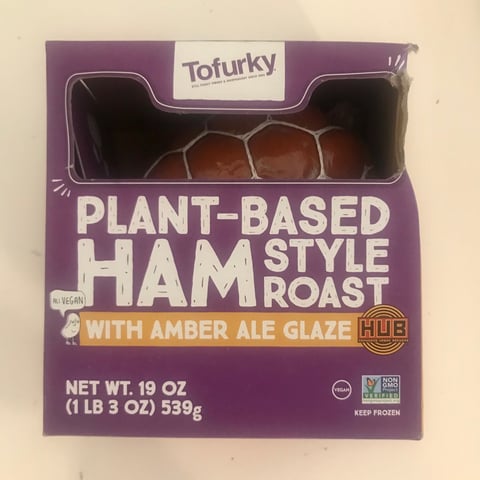 Tofurky
PLANT-BASED
HAM STYLE
ROAST
ALL VEGAN
WITH AMBER ALE GLAZE HUB
NET WT. 19 OZ
(1 LB 3 OZ) 539g
VEGAN
NON
GMO
Project
VERIFIED
KEEP FROZEN